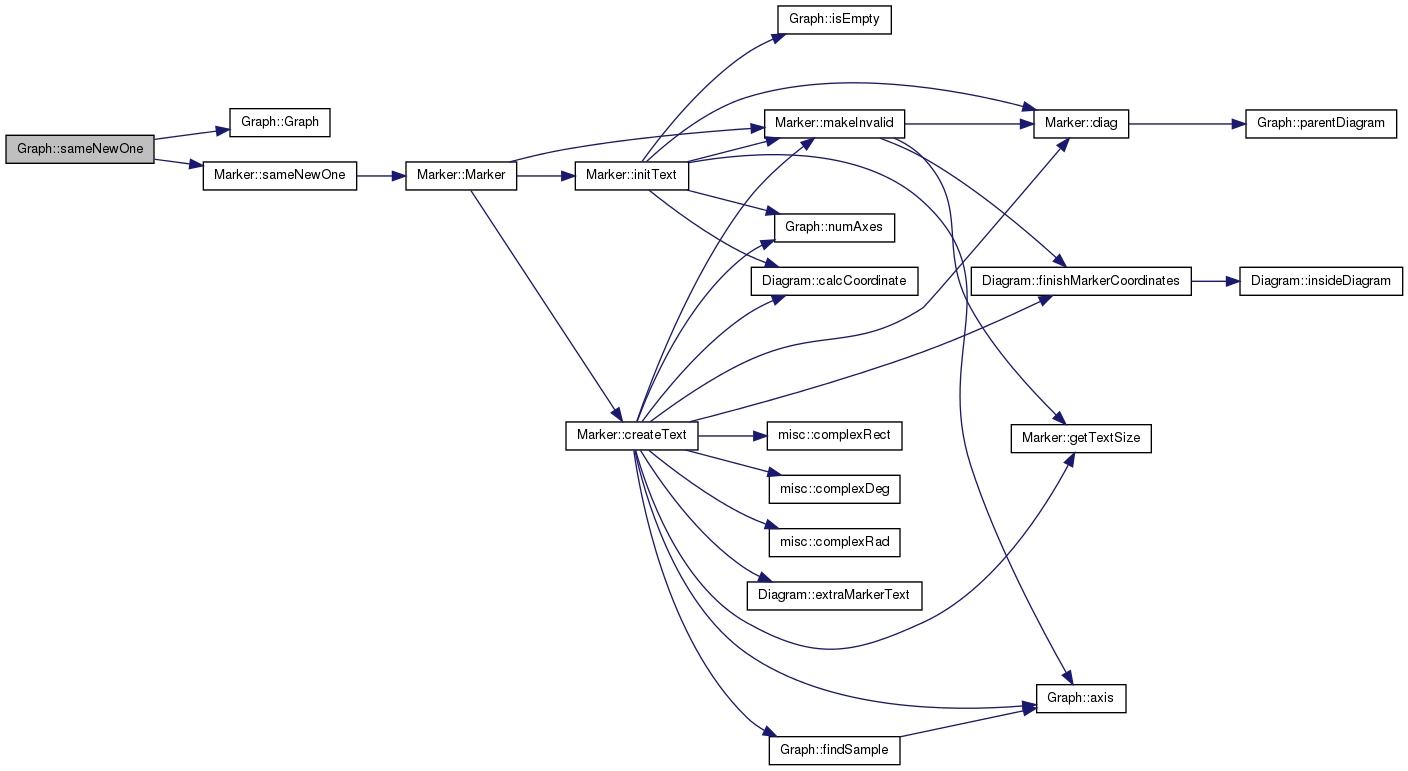 Graph::isEmpty
Graph::Graph
Marker::makeInvalid
Marker::diag
Graph::parentDiagram
Graph::sameNewOne
Marker::sameNewOne
Marker::Marker
Marker::initText
Graph::numAxes
Diagram::calcCoordinate
Diagram::finishMarkerCoordinates
Diagram::insideDiagram
Marker::createText
misc::complexRect
Marker::getTextSize
misc::complexDeg
misc::complexRad
Diagram::extraMarkerText
Graph::axis
Graph::findSample